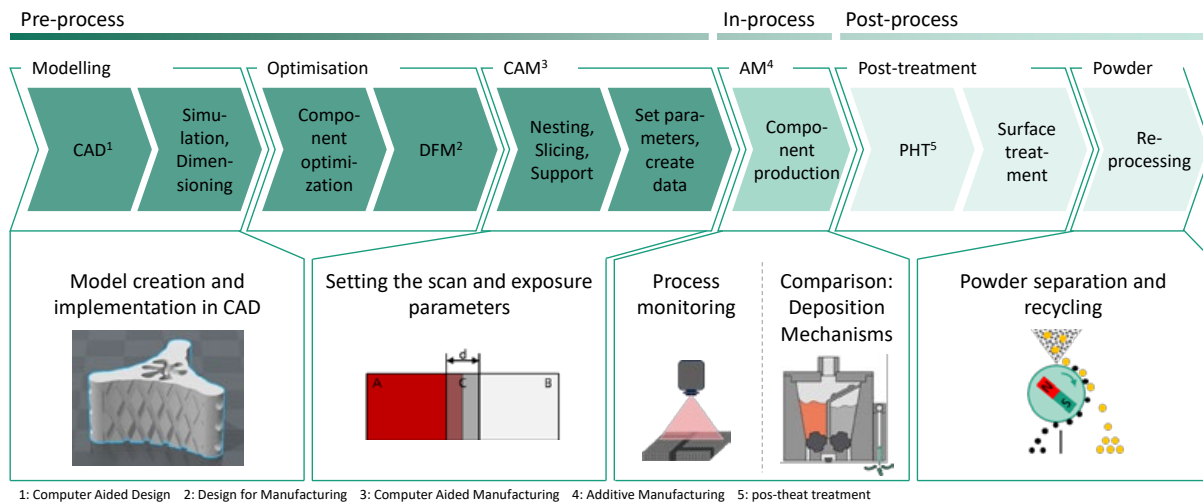 Pre-process
In-process
Post-process
Modelling
Optimisation
CAM³
AM⁴
Post-treatment
Powder
CAD¹
Simu-
lation,
Dimen-
sioning
Compo-
nent
optimi-
zation
DFM²
Nesting,
Slicing,
Support
Set para-
meters,
create
data
Compo-
nent
production
PHT⁵
Surface
treat-
ment
Re-
processing
Model creation and
implementation in CAD
Setting the scan and exposure
parameters
d
A
C
B
Process
monitoring
Comparison:
Deposition
Mechanisms
Powder separation and
recycling
N
S
1: Computer Aided Design 2: Design for Manufacturing 3: Computer Aided Manufacturing 4: Additive Manufacturing 5: pos-theat treatment